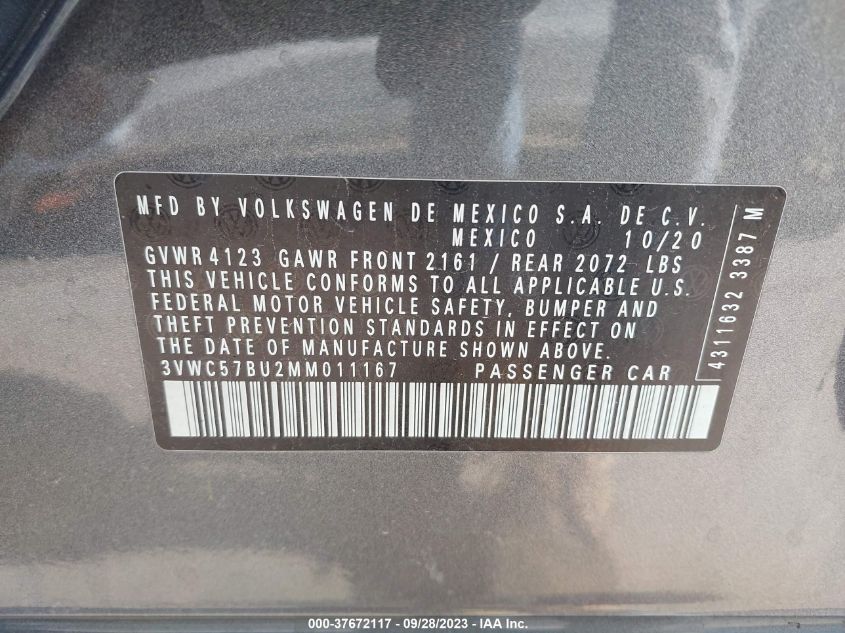 MFD BY VOLKSWAGEN DE MEXICO S.A. DE C.V.
MEXICO 10/20
GVWR 4123 GAWR FRONT 2161 / REAR 2072 LBS
THIS VEHICLE CONFORMS TO ALL APPLICABLE U.S.
FEDERAL MOTOR VEHICLE SAFETY, BUMPER AND
THEFT PREVENTION STANDARDS IN EFFECT ON
THE DATE OF MANUFACTURE SHOWN ABOVE.
3VWC57BU2MM011167 PASSENGER CAR
4311632 3387 M
000-37672117 - 09/28/2023 - © IAA Inc.